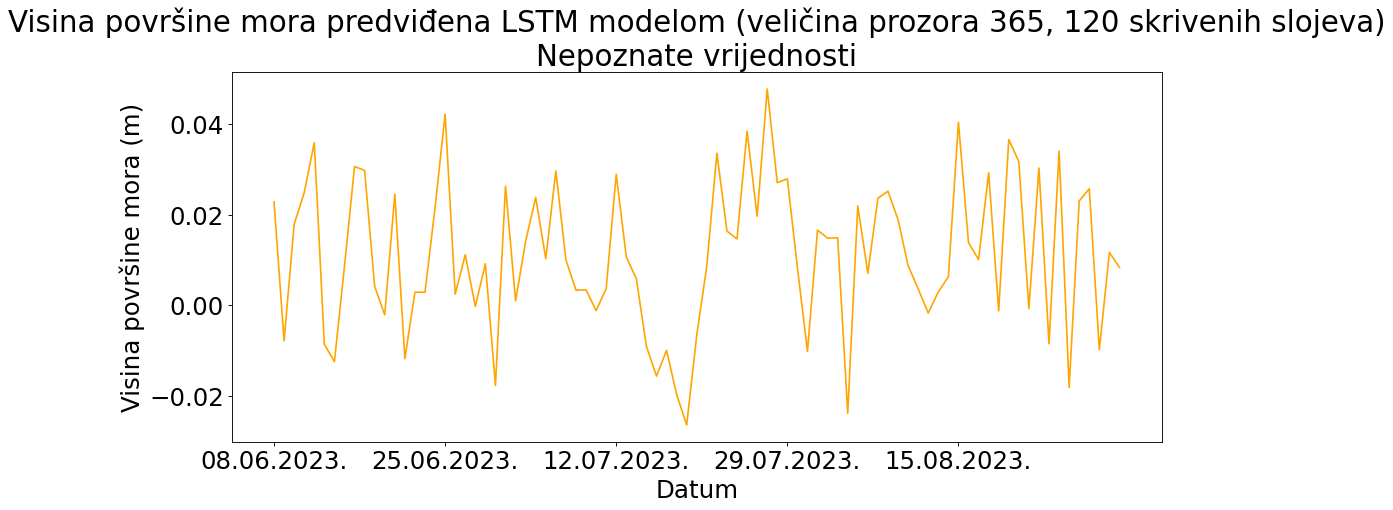 Visina površine mora predviđena LSTM modelom (veličina prozora 365, 120 skrivenih slojeva)
Nepoznate vrijednosti
Visina površine mora (m)
0.04
0.02
0.00
−0.02
08.06.2023. 25.06.2023. 12.07.2023. 29.07.2023. 15.08.2023.
Datum